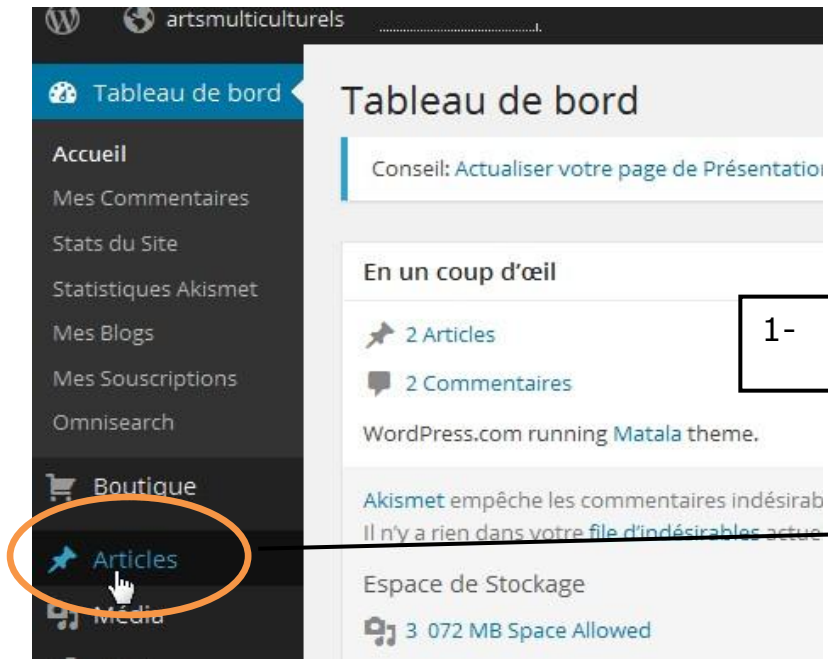 artsmulticulturels
Tableau de bord
Accueil
Mes Commentaires
Stats du Site
Statistiques Akismet
Mes Blogs
Mes Souscriptions
Omnisearch
Boutique
Articles
Média
Tableau de bord
Conseil: Actualiser votre page de Présentation
En un coup d'œil
2 Articles
2 Commentaires
1-
WordPress.com running Matala theme.
Akismet empêche les commentaires indésirab
Il n'y a rien dans votre file d'indésirables actue
Espace de Stockage
3 072 MB Space Allowed